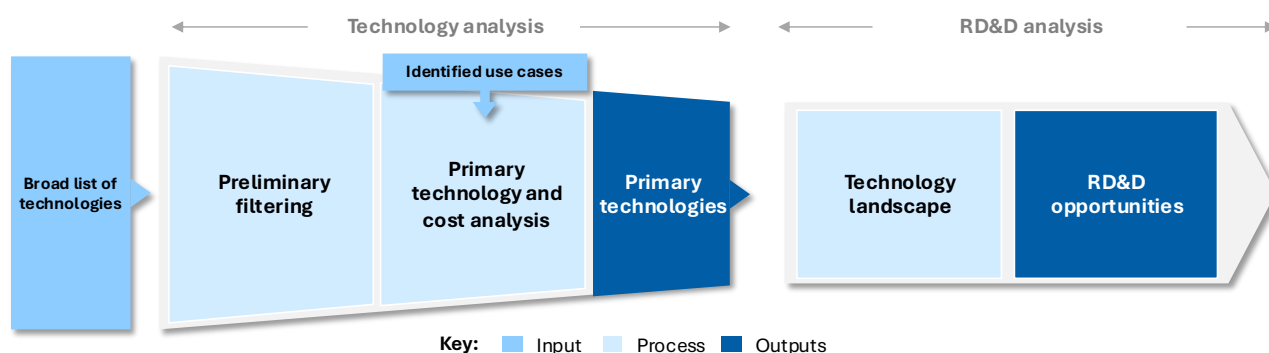 Technology analysis
RD&D analysis
Identified use cases
Broad list of
technologies
Preliminary
filtering
Primary
technology and
cost analysis
Primary
technologies
Technology
landscape
RD&D
opportunities
Key: Input Process Outputs